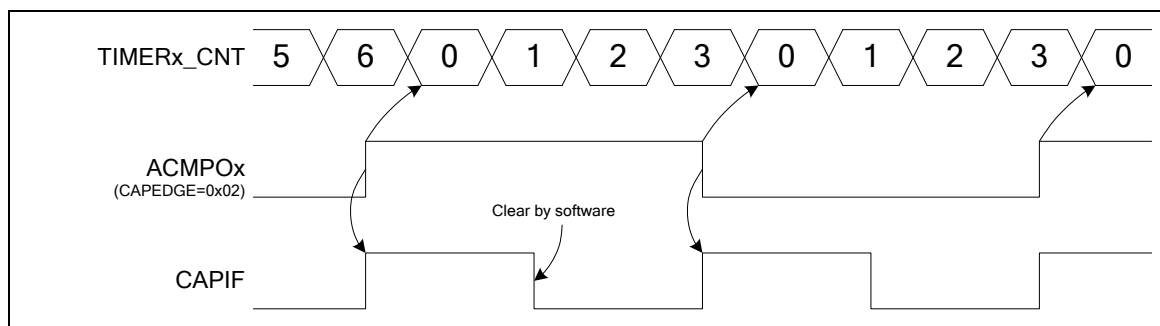 TIMERx_CNT 5 6 0 1 2 3 0 1 2 3 0
ACMPOx
(CAPEDGE=0x02)
Clear by software
CAPIF